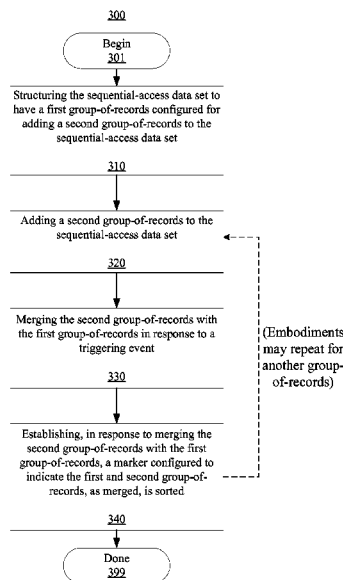 300
Begin
301
Structuring the sequential-access data set to
have a first group-of-records configured for
adding a second group-of-records to the
sequential-access data set
310
Adding a second group-of-records to the
sequential-access data set
320
Merging the second group-of-records with
the first group-of-records in response to a
triggering event
330
(Embodiments
may repeat for
another group-
of-records)
Establishing, in response to merging the
second group-of-records with the first
group-of-records, a marker configured to
indicate the first and second group-of-
records, as merged, is sorted
340
Done
399